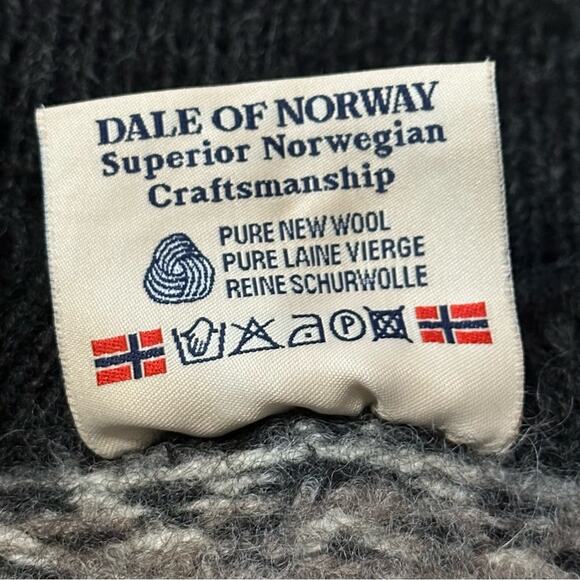 DALE OF NORWAY
Superior Norwegian
Craftsmanship
PURE NEW WOOL
PURE LAINE VIERGE
REINE SCHURWOLLE
P